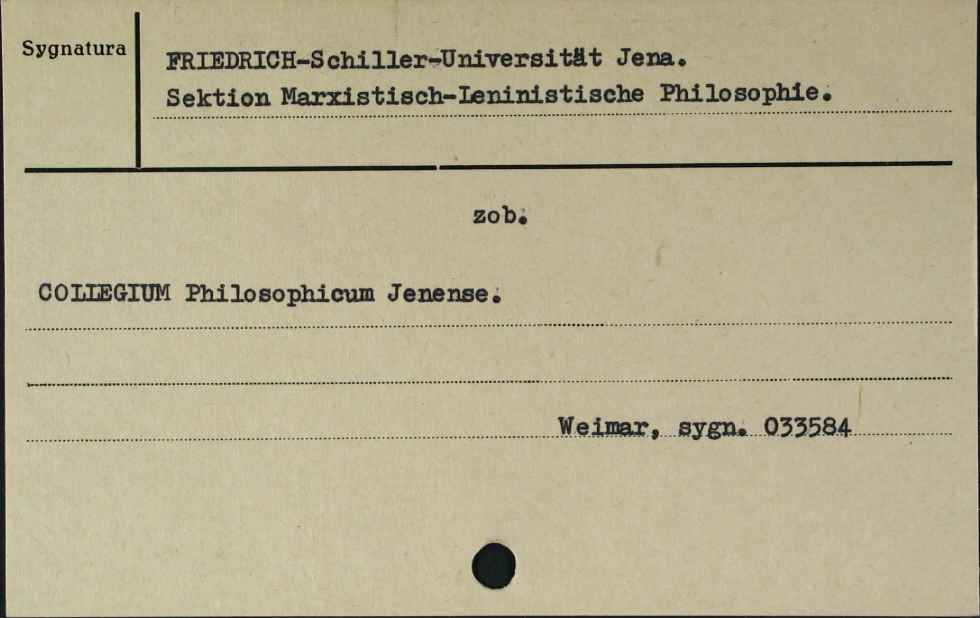 Sygnatura
FRIEDRICH-Schiller-Universität Jena.
Sektion Marxistisch-Leninistische Philosophie.
zob.
COLLEGIUM Philosophicum Jenense.
Weimar, sygn. 033584